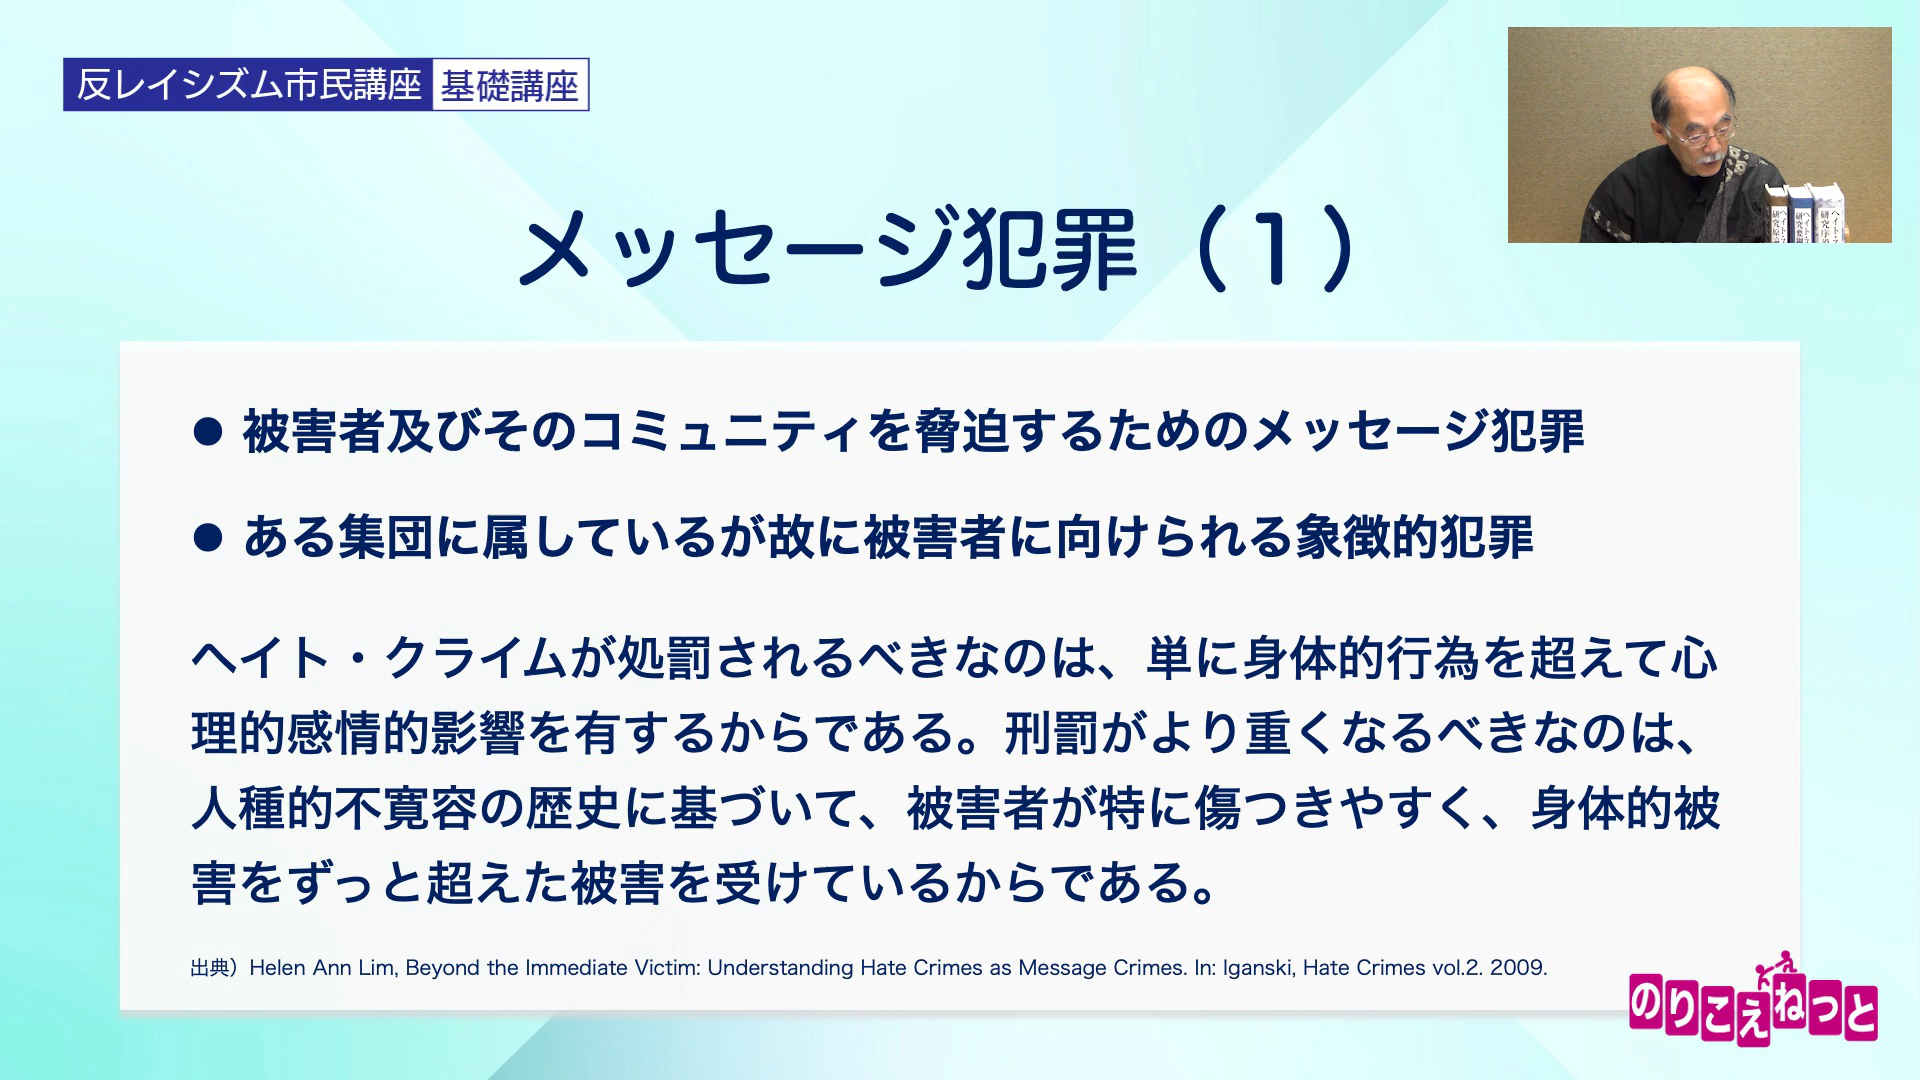 反レイシズム市民講座 基礎講座
メッセージ犯罪（１）
● 被害者及びそのコミュニティを脅迫するためのメッセージ犯罪
● ある集団に属しているが故に被害者に向けられる象徴的犯罪
ヘイト・クライムが処罰されるべきなのは、単に身体的行為を超えて心
理的感情的影響を有するからである。刑罰がより重くなるべきなのは、
人種的不寛容の歴史に基づいて、被害者が特に傷つきやすく、身体的被
害をずっと超えた被害を受けているからである。
出典）Helen Ann Lim, Beyond the Immediate Victim: Understanding Hate Crimes as Message Crimes. In: Iganski, Hate Crimes vol.2. 2009.
のりこえねっと